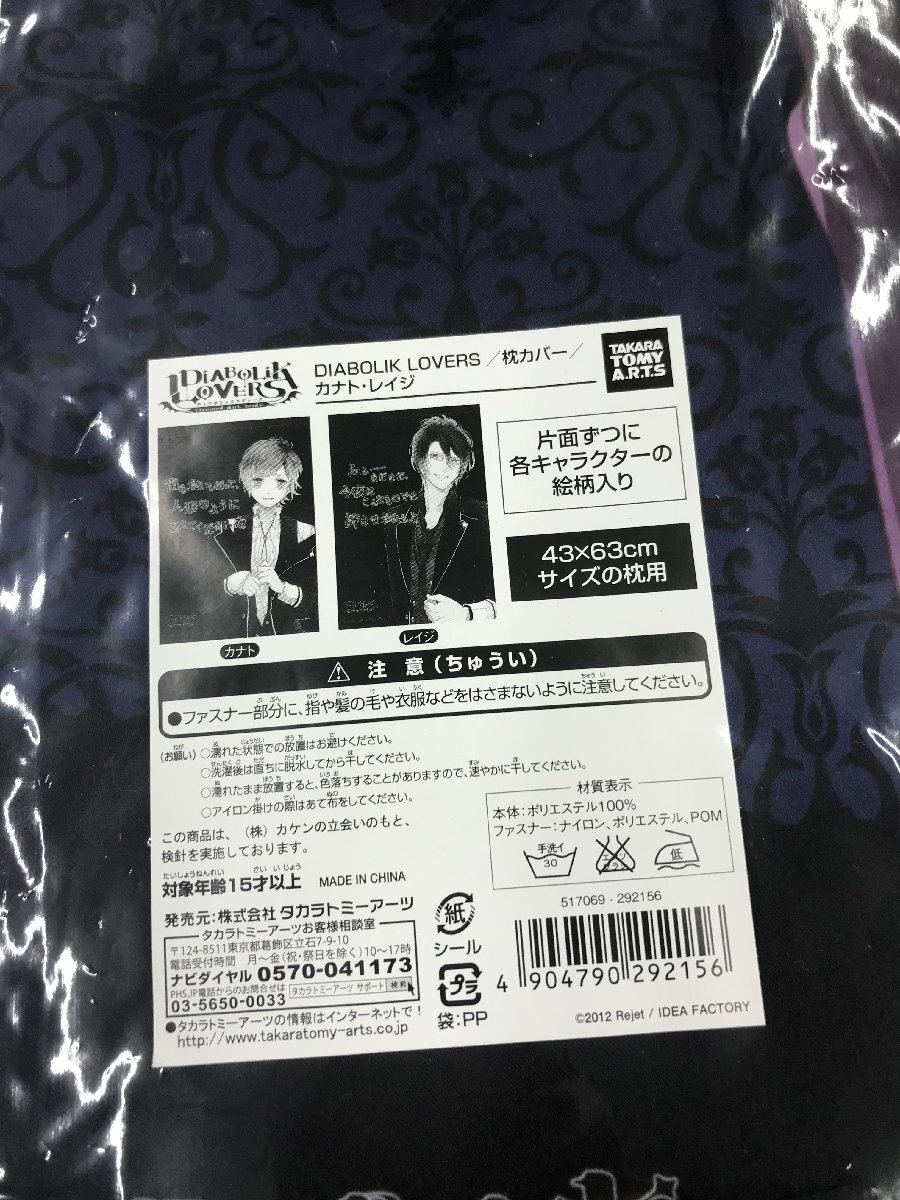 DIABOLIK LOVERS
DIABOLIK LOVERS／枕カバー／
カナト・レイジ
TAKARA TOMY A.R.T.S
片面ずつに
各キャラクターの
絵柄入り
43×63cm
サイズの枕用
カナト
レイジ
注 意(ちゅうい)
●ファスナー部分に、指や髪の毛や衣服などをはさまないように注意してください。
(お願い)○濡れた状態での放置はお避けください。
○洗濯後は直ちに脱水してから干してください。
○濡れたまま放置すると、色落ちすることがありますので、速やかに干してください。
○アイロン掛けの際はあて布をしてください。
この商品は、(株)カケンの立会いのもと、
検針を実施しております。
対象年齢15才以上 MADE IN CHINA
材質表示
本体:ポリエステル100%
ファスナー:ナイロン、ポリエステル、POM
手洗イ
30
エンソ
サラシ
低
517069 - 292156
発売元:株式会社タカラトミーアーツ
タカラトミーアーツお客様相談室
〒124-8511東京都葛飾区立石7-9-10
電話受付時間 月～金(祝・祭日を除く)10～17時
ナビダイヤル 0570-041173
PHS、IP電話からのお問合せは
03-5650-0033
タカラトミーアーツ サポート 検索
●タカラトミーアーツの情報はインターネットで!
http://www.takaratomy-arts.co.jp
紙
シール
プラ
袋:PP
4 904790 292156
©2012 Rejet / IDEA FACTORY